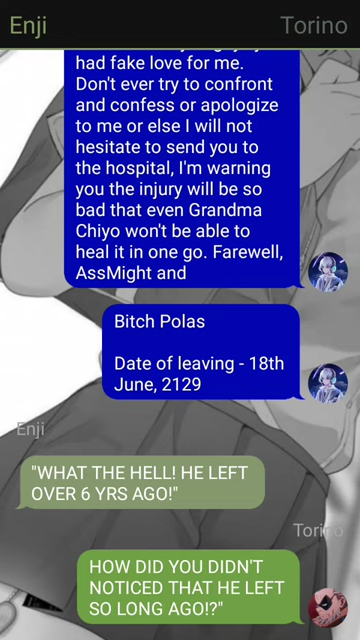 Enji
Torino
had fake love for me.
Don't ever try to confront
and confess or apologize
to me or else I will not
hesitate to send you to
the hospital, I'm warning
you the injury will be so
bad that even Grandma
Chiyo won't be able to
heal it in one go. Farewell,
AssMight and
Bitch Polas
Date of leaving - 18th
June, 2129
Enji
"WHAT THE HELL! HE LEFT
OVER 6 YRS AGO!"
Torino
HOW DID YOU DIDN'T
NOTICED THAT HE LEFT
SO LONG AGO!?"